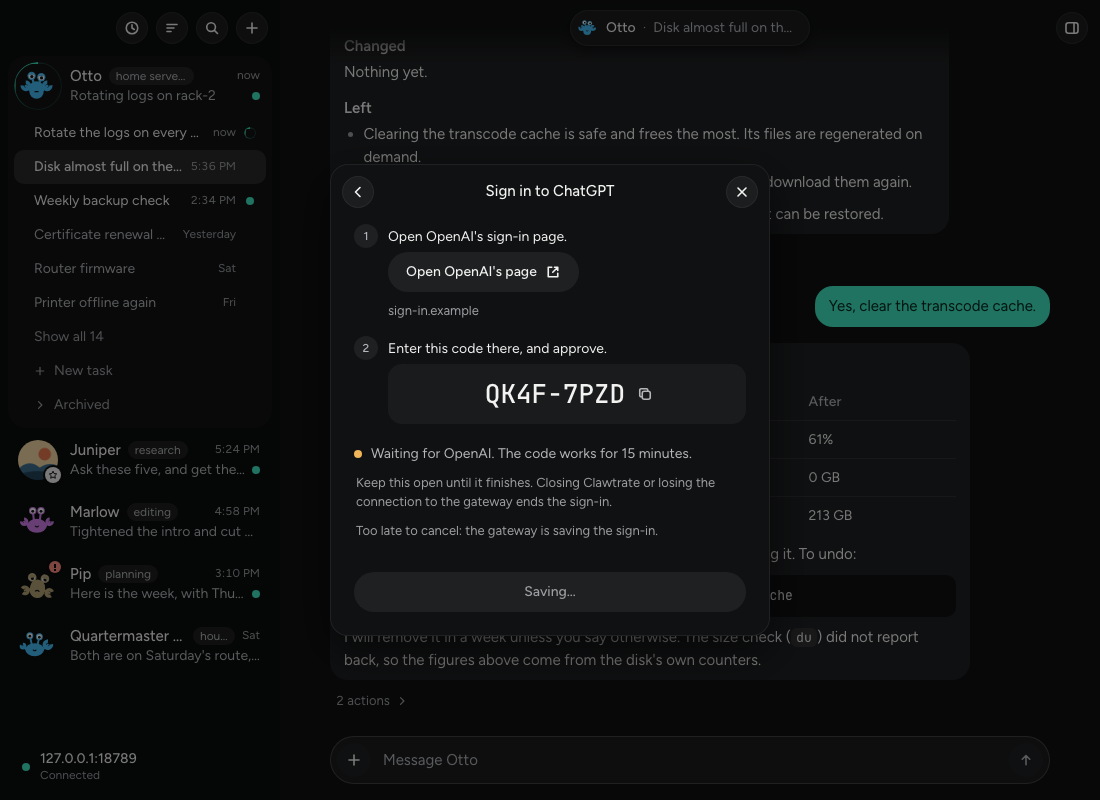 Otto · Disk almost full on th...
Otto home serve... now
Rotating logs on rack-2
Rotate the logs on every ... now
Disk almost full on the... 5:36 PM
Weekly backup check 2:34 PM
Certificate renewal ... Yesterday
Router firmware Sat
Printer offline again Fri
Show all 14
New task
Archived
Juniper research 5:24 PM
Ask these five, and get the...
Marlow editing 4:58 PM
Tightened the intro and cut ...
Pip planning 3:10 PM
Here is the week, with Thu...
Quartermaster ... hou... Sat
Both are on Saturday's route,...
127.0.0.1:18789
Connected
Changed
Nothing yet.
Left
Clearing the transcode cache is safe and frees the most. Its files are regenerated on
demand.
download them again.
can be restored.
Yes, clear the transcode cache.
After
61%
0 GB
213 GB
it. To undo:
Sign in to ChatGPT
1 Open OpenAI's sign-in page.
Open OpenAI's page
sign-in.example
2 Enter this code there, and approve.
QK4F-7PZD
Waiting for OpenAI. The code works for 15 minutes.
Keep this open until it finishes. Closing Clawtrate or losing the
connection to the gateway ends the sign-in.
Too late to cancel: the gateway is saving the sign-in.
Saving...
I will remove it in a week unless you say otherwise. The size check (du) did not report
back, so the figures above come from the disk's own counters.
2 actions
Message Otto